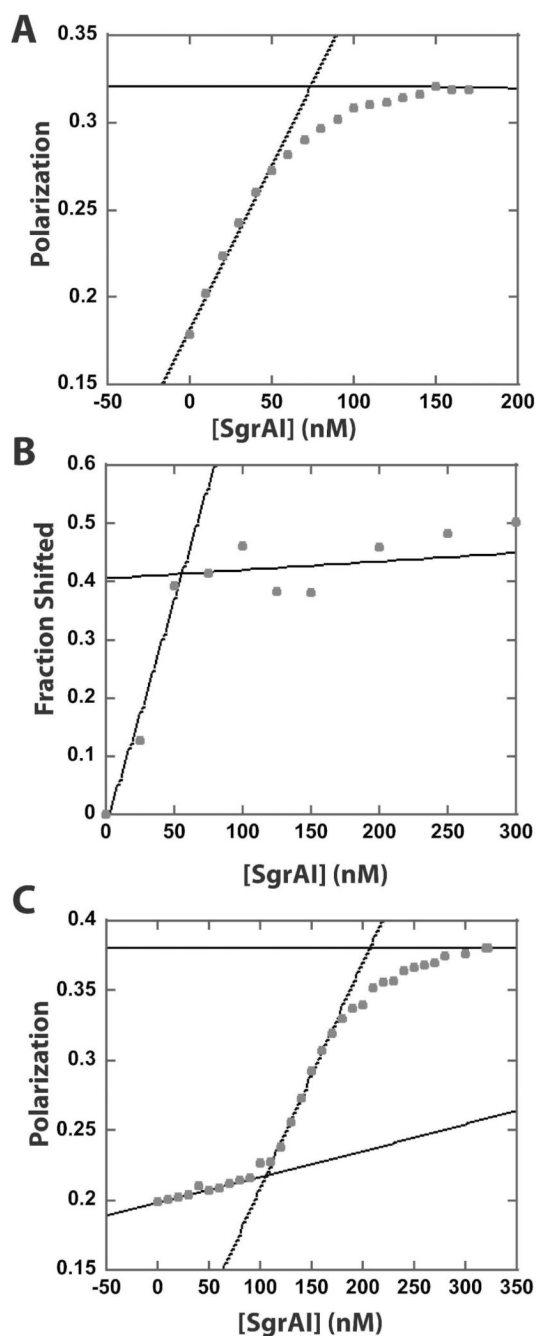 A
0.35
0.3
0.25
0.2
0.15
Polarization
-50 0 50 100 150 200
[SgrAI] (nM)
B
0.6
0.5
0.4
0.3
0.2
0.1
0
Fraction Shifted
0 50 100 150 200 250 300
[SgrAI] (nM)
C
0.4
0.35
0.3
0.25
0.2
0.15
Polarization
-50 0 50 100 150 200 250 300 350
[SgrAI] (nM)